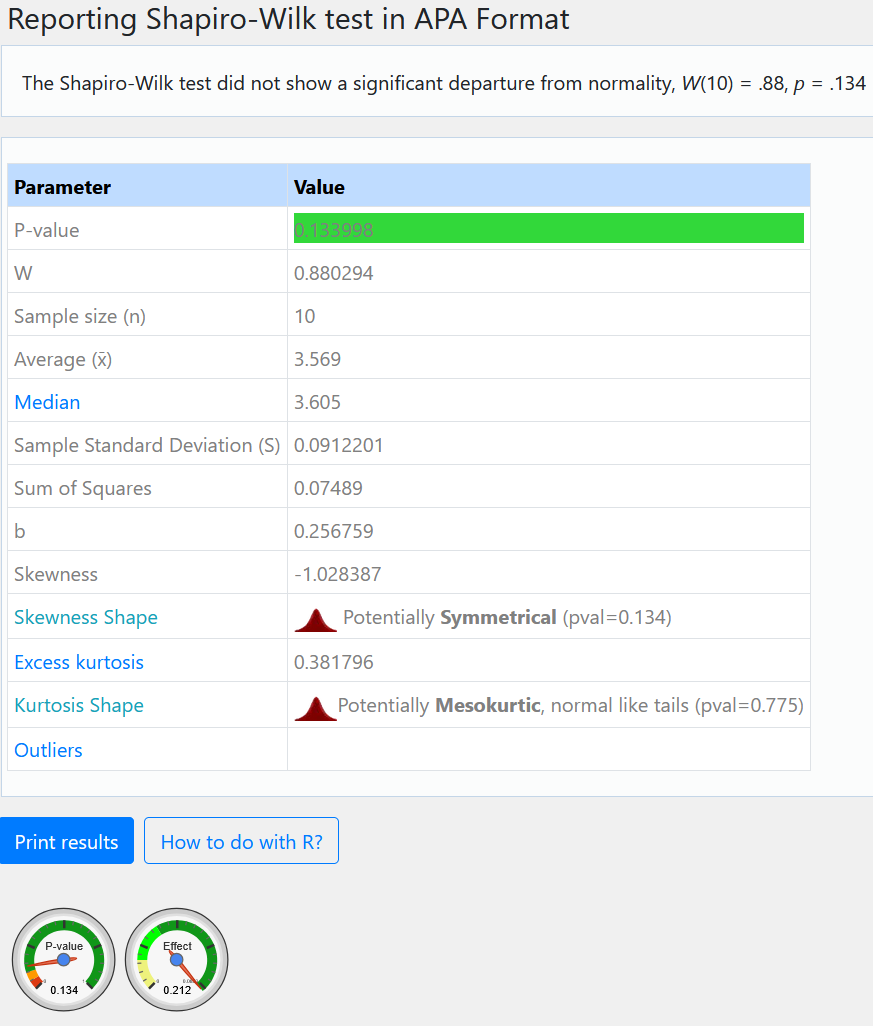 Reporting Shapiro-Wilk test in APA Format
The Shapiro-Wilk test did not show a significant departure from normality, W(10) = .88, p = .134
Parameter Value
P-value 0.133998
W 0.880294
Sample size (n) 10
Average (x̄) 3.569
Median 3.605
Sample Standard Deviation (S) 0.0912201
Sum of Squares 0.07489
b 0.256759
Skewness -1.028387
Skewness Shape Potentially Symmetrical (pval=0.134)
Excess kurtosis 0.381796
Kurtosis Shape Potentially Mesokurtic, normal like tails (pval=0.775)
Outliers
Print results How to do with R?
P-value Effect
0.134 0.212